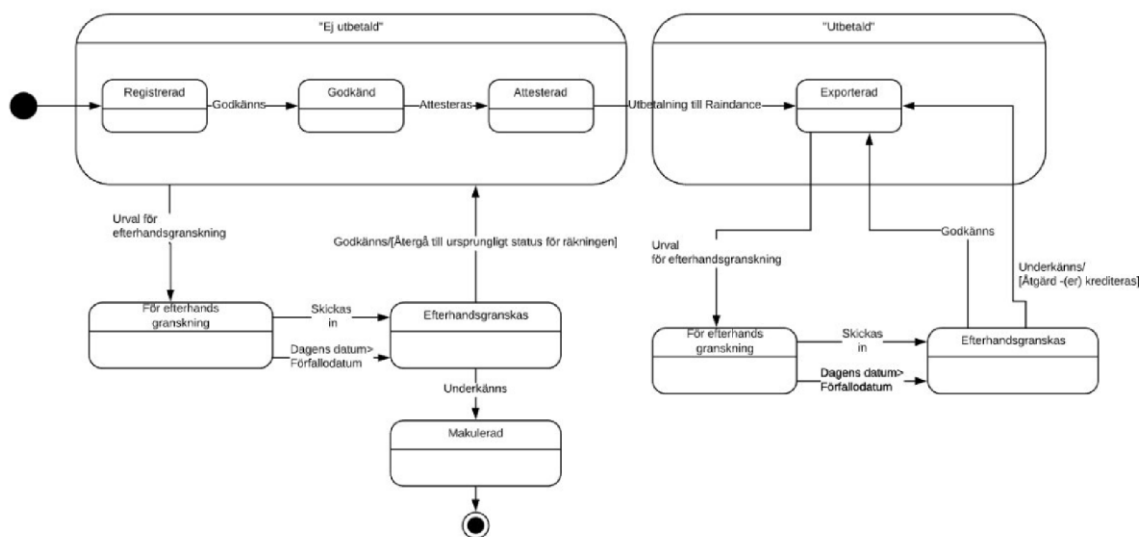 "Ej utbetald"
"Utbetald"
Registrerad
Godkänns
Godkänd
Attesteras
Attesterad
Utbetalning till Raindance
Exporterad
Urval för
efterhandsgranskning
Godkänns/[Återgå till ursprungligt status för räkningen]
Urval
för efterhandsgranskning
Godkänns
Underkänns/
[Åtgärd -(er) krediteras]
För efterhands
granskning
Skickas
in
Dagens datum>
Förfallodatum
Efterhandsgranskas
För efterhands
granskning
Skickas
in
Dagens datum>
Förfallodatum
Efterhandsgranskas
Underkänns
Makulerad